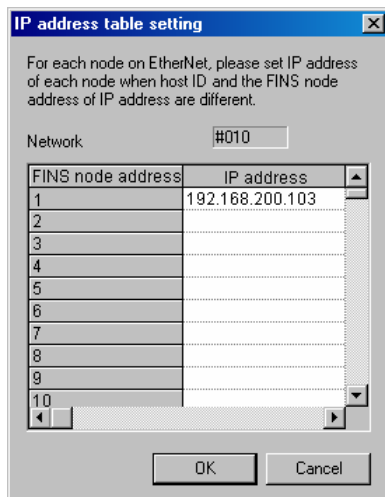 IP address table setting
For each node on EtherNet, please set IP address
of each node when host ID and the FINS node
address of IP address are different.
Network #010
FINS node address IP address
1 192.168.200.103
2
3
4
5
6
7
8
9
10
OK Cancel